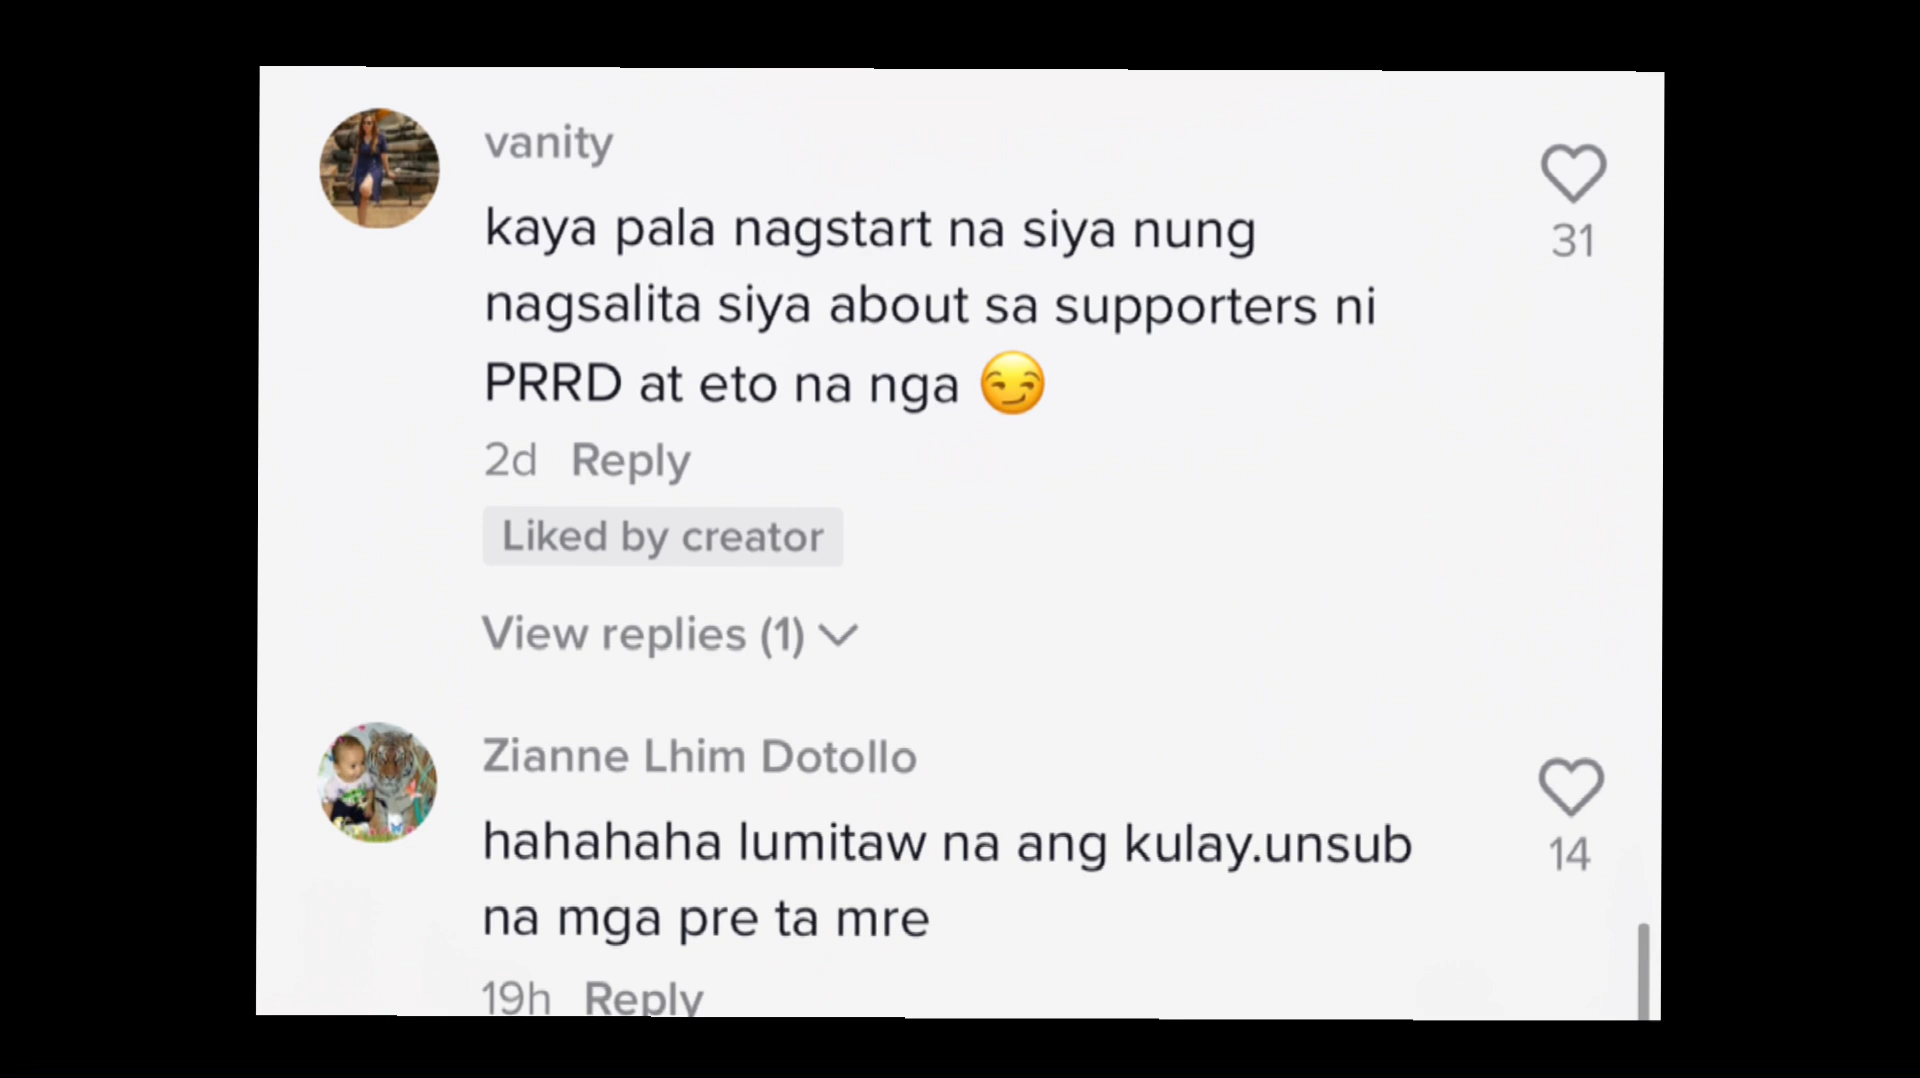 vanity
kaya pala nagstart na siya nung
31
nagsalita siya about sa supporters ni
PRRD at eto na nga 😏
2d Reply
Liked by creator
View replies (1)
Zianne Lhim Dotollo
hahahaha lumitaw na ang kulay.unsub
14
na mga pre ta mre
19h Reply